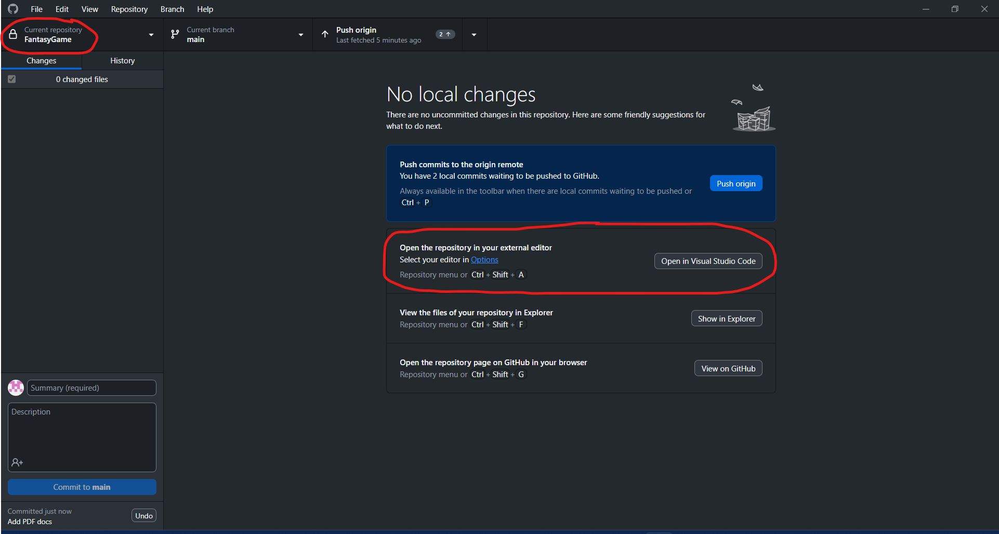 File Edit View Repository Branch Help
Current repository
FantasyGame
Current branch
main
Push origin
Last fetched 5 minutes ago
2
Changes History
0 changed files
No local changes
There are no uncommitted changes in this repository. Here are some friendly suggestions for
what to do next.
Push commits to the origin remote
You have 2 local commits waiting to be pushed to GitHub.
Always available in the toolbar when there are local commits waiting to be pushed or
Ctrl + P
Push origin
Open the repository in your external editor
Select your editor in Options
Repository menu or Ctrl + Shift + A
Open in Visual Studio Code
View the files of your repository in Explorer
Repository menu or Ctrl + Shift + F
Show in Explorer
Open the repository page on GitHub in your browser
Repository menu or Ctrl + Shift + G
View on GitHub
Summary (required)
Description
Commit to main
Committed just now
Add PDF docs
Undo